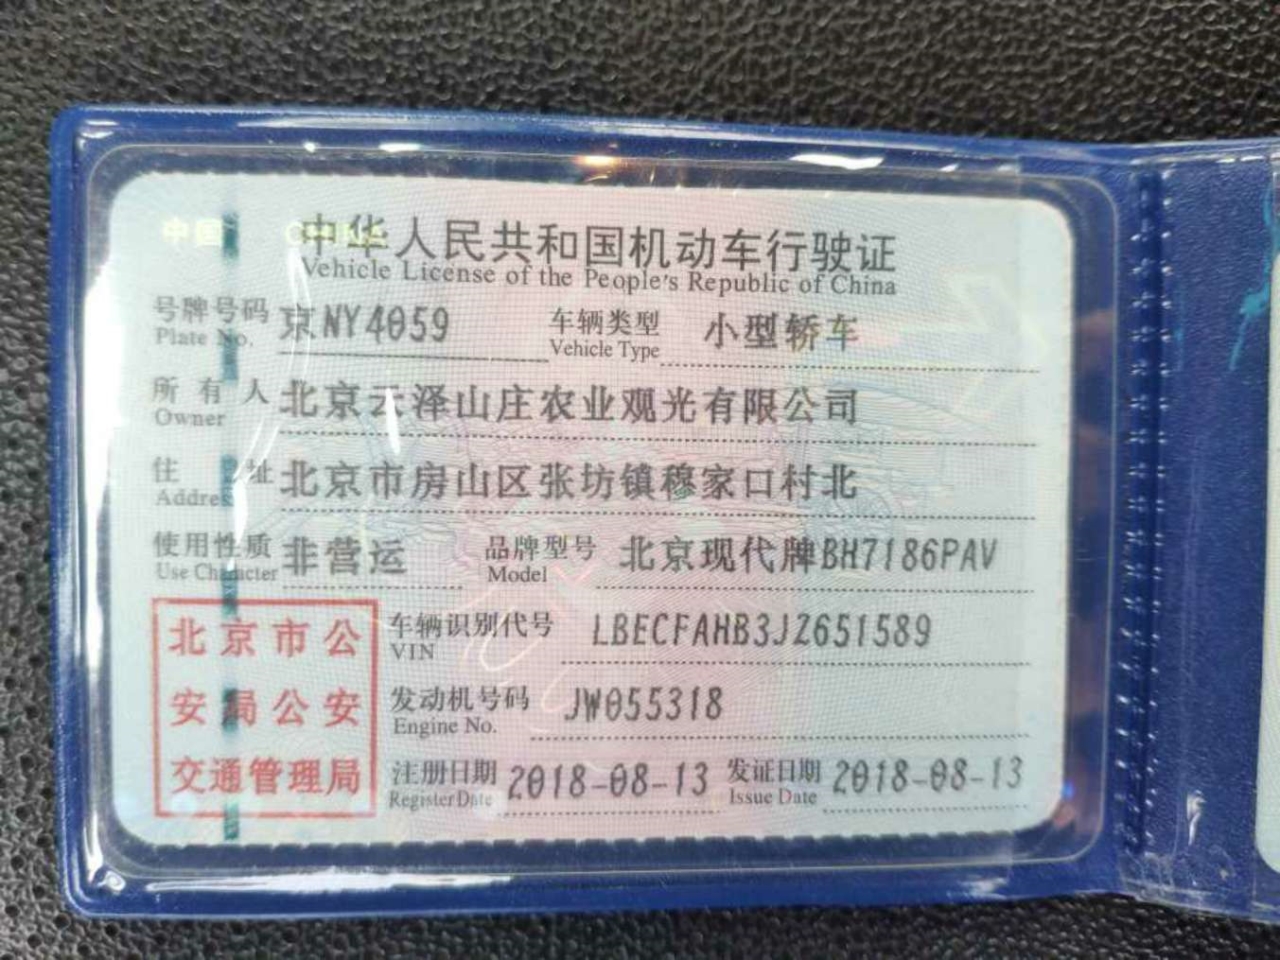 中国 CHINA
中华人民共和国机动车行驶证
Vehicle License of the People's Republic of China
号牌号码 京NY4059 车辆类型 小型轿车
Plate No. Vehicle Type
所有人 北京云泽山庄农业观光有限公司
Owner
住址 北京市房山区张坊镇穆家口村北
Address
使用性质 非营运 品牌型号 北京现代牌BH7186PAV
Use Character Model
车辆识别代号 LBECFAHB3JZ651589
VIN
发动机号码 JW055318
Engine No.
注册日期 2018-08-13 发证日期 2018-08-13
Register Date Issue Date
北京市公
安局公安
交通管理局